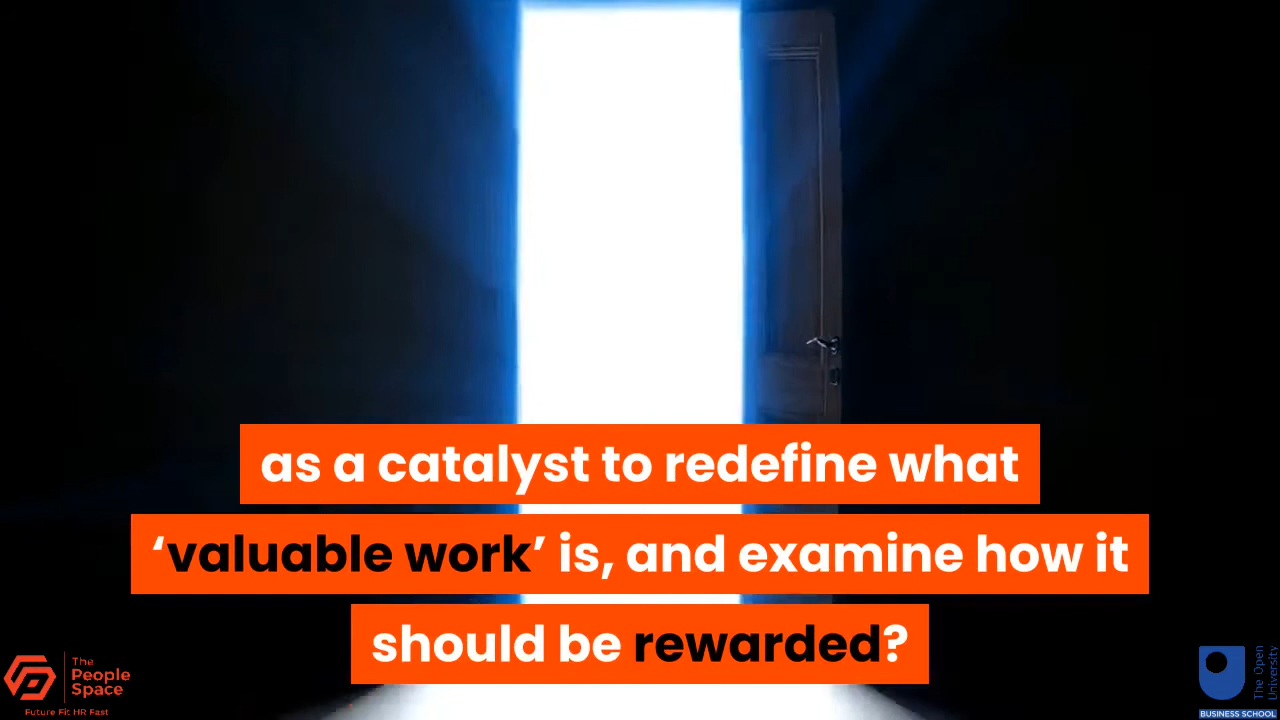 as a catalyst to redefine what
‘valuable work’ is, and examine how it
should be rewarded?
The
People
Space
Future Fit HR Fast
The Open
University
BUSINESS SCHOOL